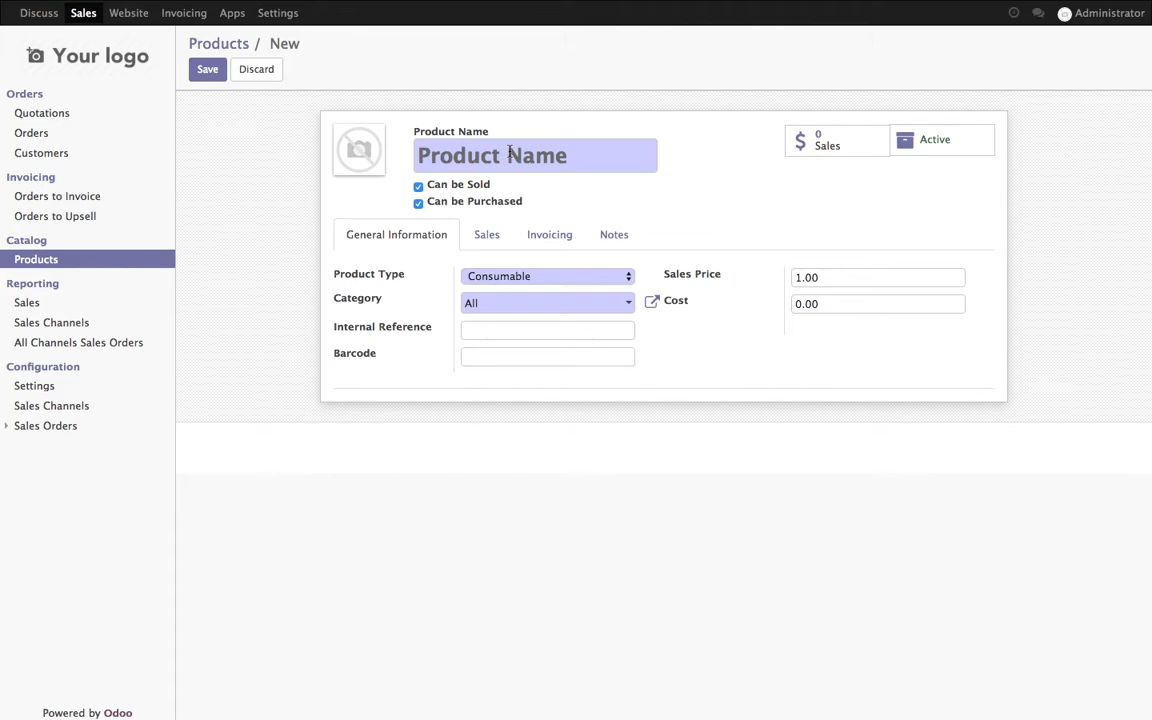 Discuss Sales Website Invoicing Apps Settings Administrator
Your logo
Orders
Quotations
Orders
Customers
Invoicing
Orders to Invoice
Orders to Upsell
Catalog
Products
Reporting
Sales
Sales Channels
All Channels Sales Orders
Configuration
Settings
Sales Channels
Sales Orders
Powered by Odoo
Products / New
Save Discard
Product Name
Product Name
Can be Sold
Can be Purchased
0
Sales
Active
General Information Sales Invoicing Notes
Product Type Consumable
Category All
Internal Reference
Barcode
Sales Price 1.00
Cost 0.00